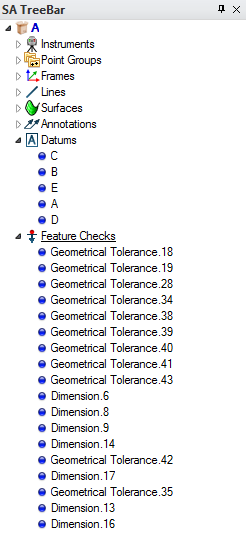 SA TreeBar
A
Instruments
Point Groups
Frames
Lines
Surfaces
Annotations
A Datums
C
B
E
A
D
Feature Checks
Geometrical Tolerance.18
Geometrical Tolerance.19
Geometrical Tolerance.28
Geometrical Tolerance.34
Geometrical Tolerance.38
Geometrical Tolerance.39
Geometrical Tolerance.40
Geometrical Tolerance.41
Geometrical Tolerance.43
Dimension.6
Dimension.8
Dimension.9
Dimension.14
Geometrical Tolerance.42
Dimension.17
Geometrical Tolerance.35
Dimension.13
Dimension.16